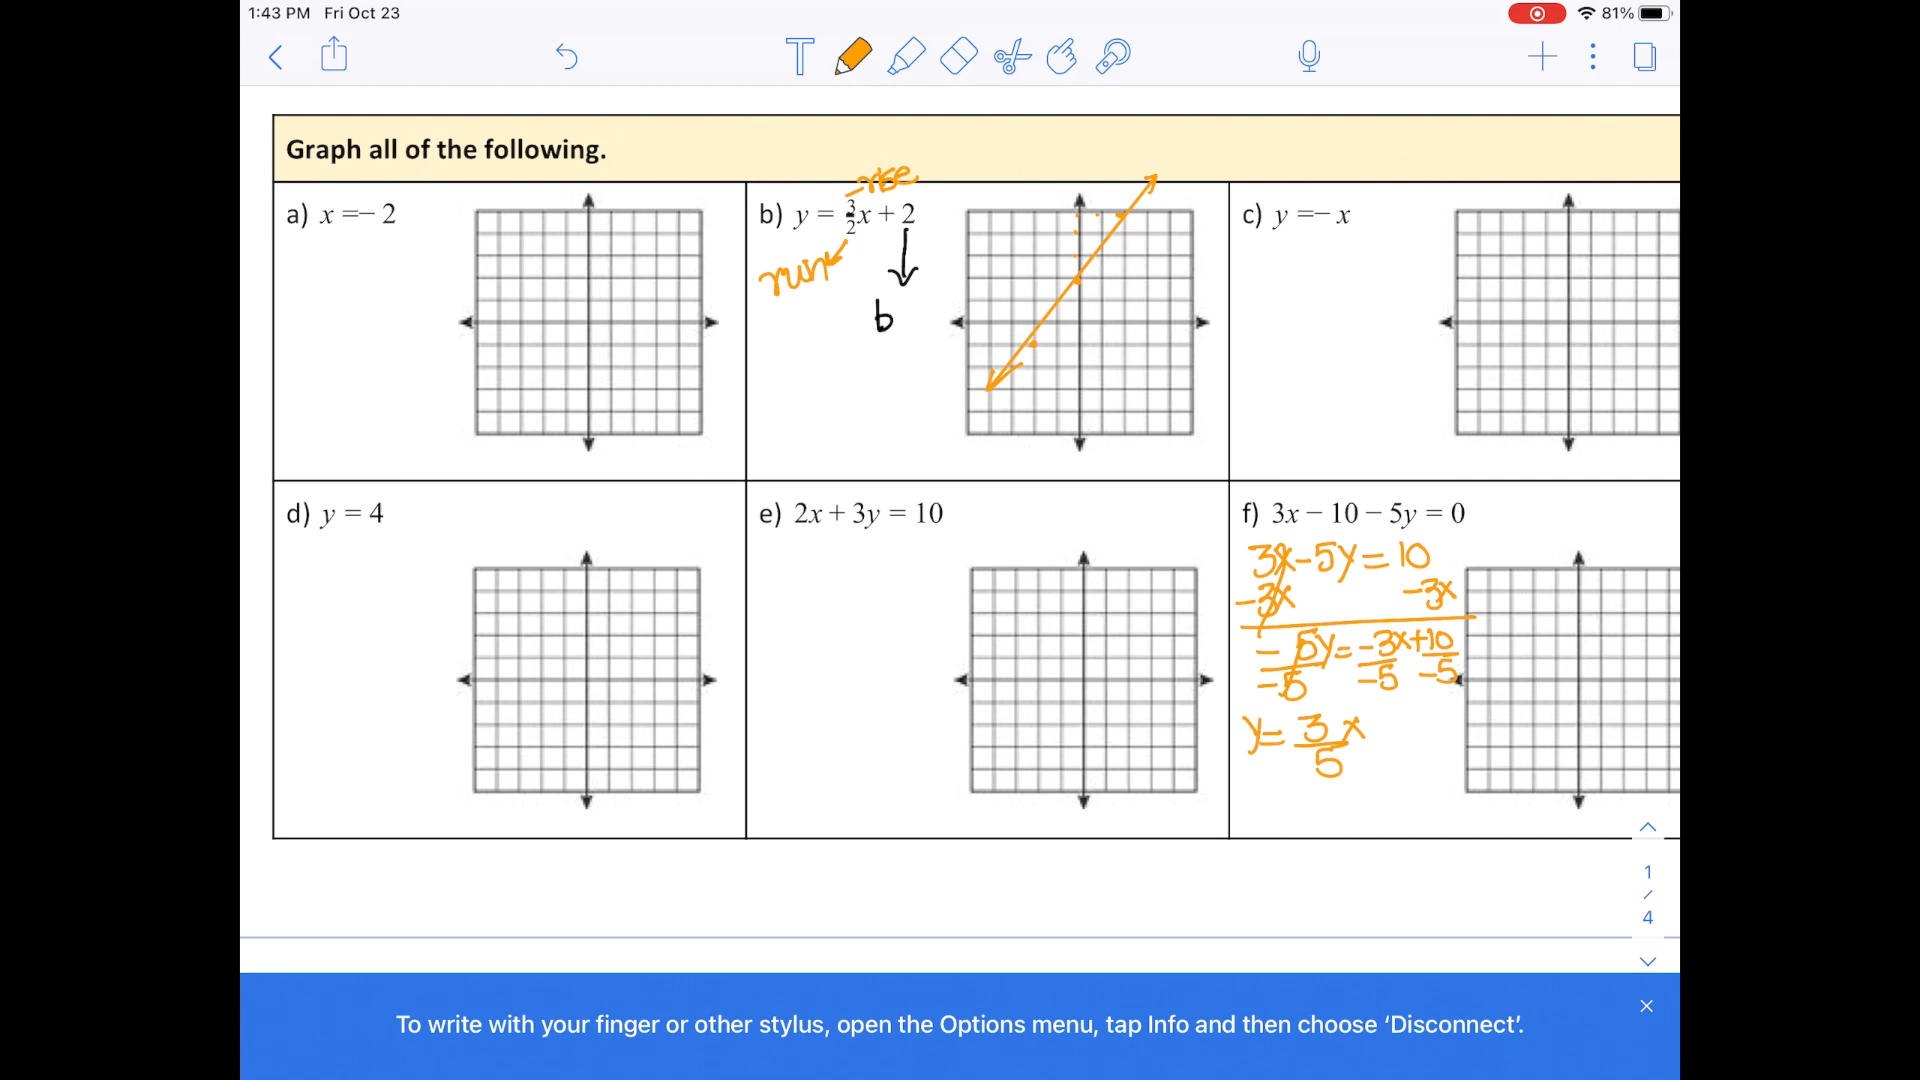 1:43 PM Fri Oct 23
81%
T
Graph all of the following.
a) x =− 2
b) y = 3/2x + 2
−rise
run
b
c) y =− x
d) y = 4
e) 2x + 3y = 10
f) 3x − 10 − 5y = 0
3x−5y = 10
−3x −3x
−5y = −3x+10
−5 −5 −5
y = 3/5 x
1
/
4
To write with your finger or other stylus, open the Options menu, tap Info and then choose ‘Disconnect’.